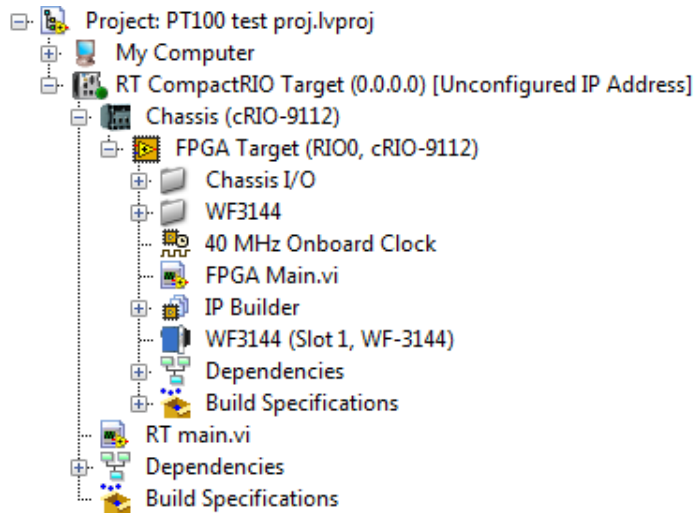 Project: PT100 test proj.lvproj
My Computer
RT CompactRIO Target (0.0.0.0) [Unconfigured IP Address]
Chassis (cRIO-9112)
FPGA Target (RIO0, cRIO-9112)
Chassis I/O
WF3144
40 MHz Onboard Clock
FPGA Main.vi
IP Builder
WF3144 (Slot 1, WF-3144)
Dependencies
Build Specifications
RT main.vi
Dependencies
Build Specifications